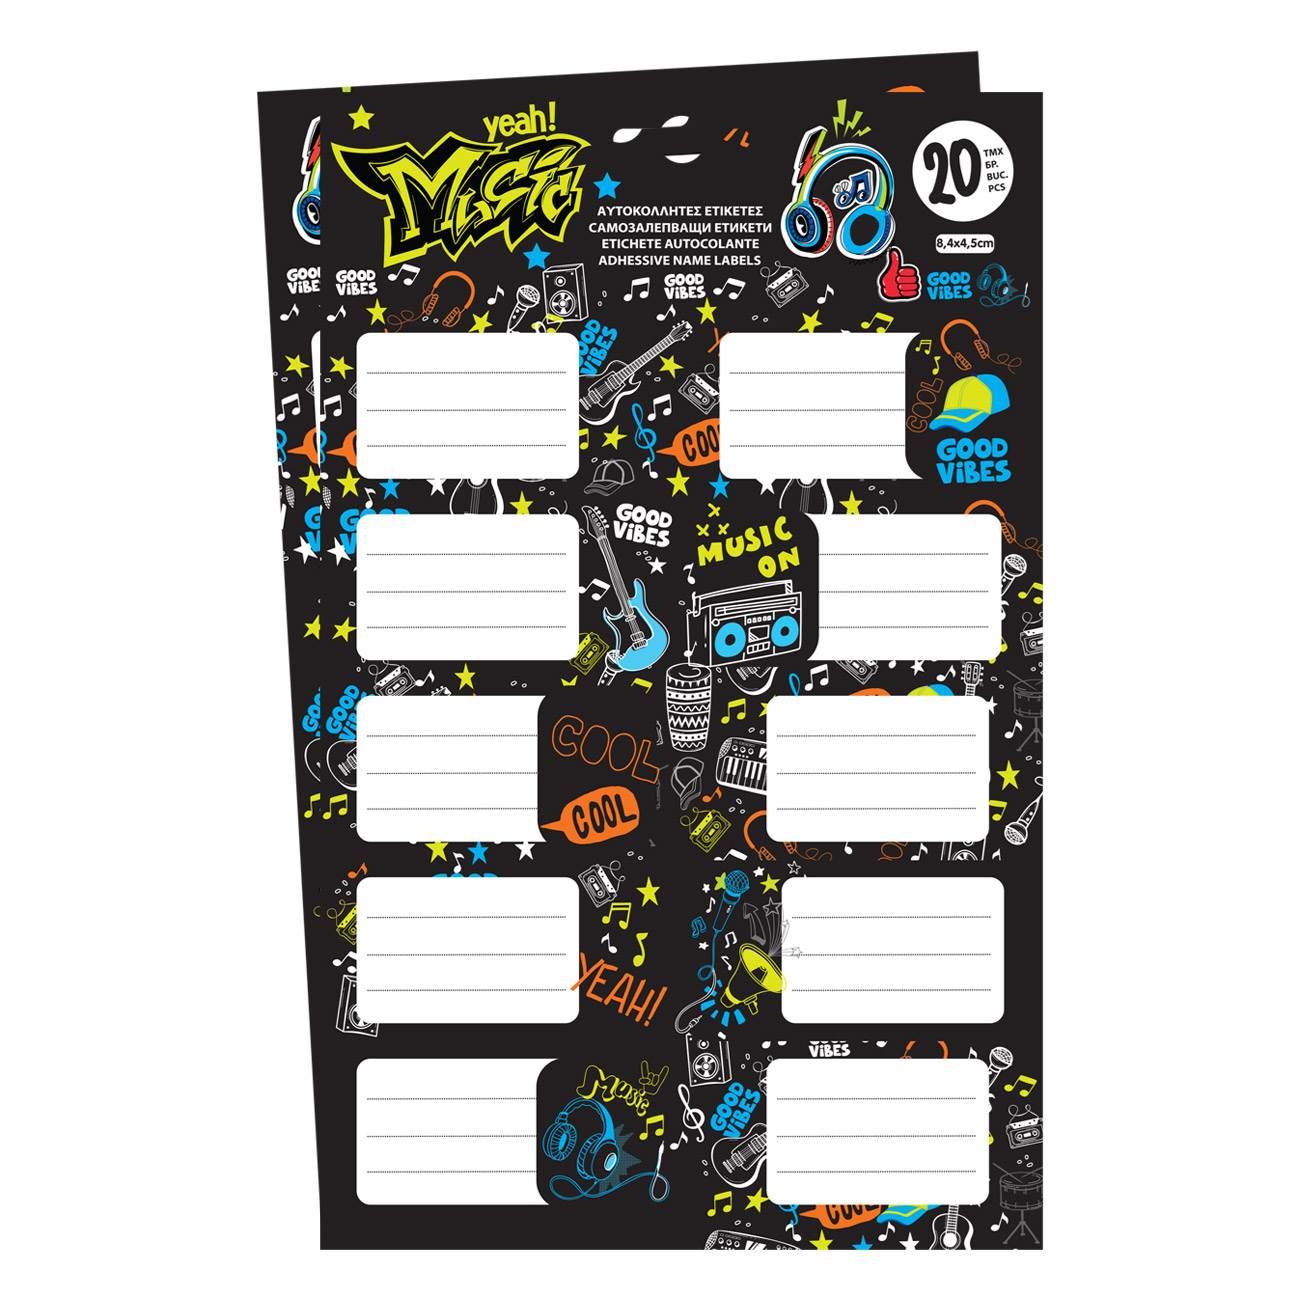 yeah!
Music
ΑΥΤΟΚΟΛΛΗΤΕΣ ΕΤΙΚΕΤΕΣ
САМОЗАЛЕПВАЩИ ЕТИКЕТИ
ETICHETE AUTOCOLANTE
ADHESSIVE NAME LABELS
20
ΤΜΧ
БР.
BUC.
PCS
8,4x4,5cm
GOOD
ViBES
GOOD
ViBES
GOOD
ViBES
GOOD
ViBES
COOL
COOL
GOOD
ViBES
GOOD
ViBES
MUSIC
ON
COOL
COOL
YEAH!
Music
ViBES
GOOD
ViBES
COOL